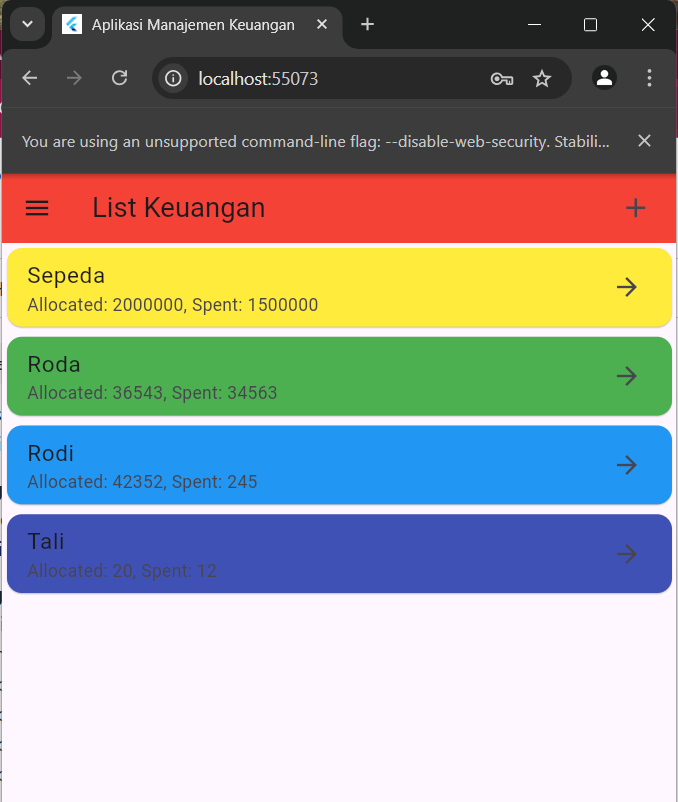 Aplikasi Manajemen Keuangan
localhost:55073
You are using an unsupported command-line flag: --disable-web-security. Stabili...
List Keuangan
Sepeda
Allocated: 2000000, Spent: 1500000
Roda
Allocated: 36543, Spent: 34563
Rodi
Allocated: 42352, Spent: 245
Tali
Allocated: 20, Spent: 12